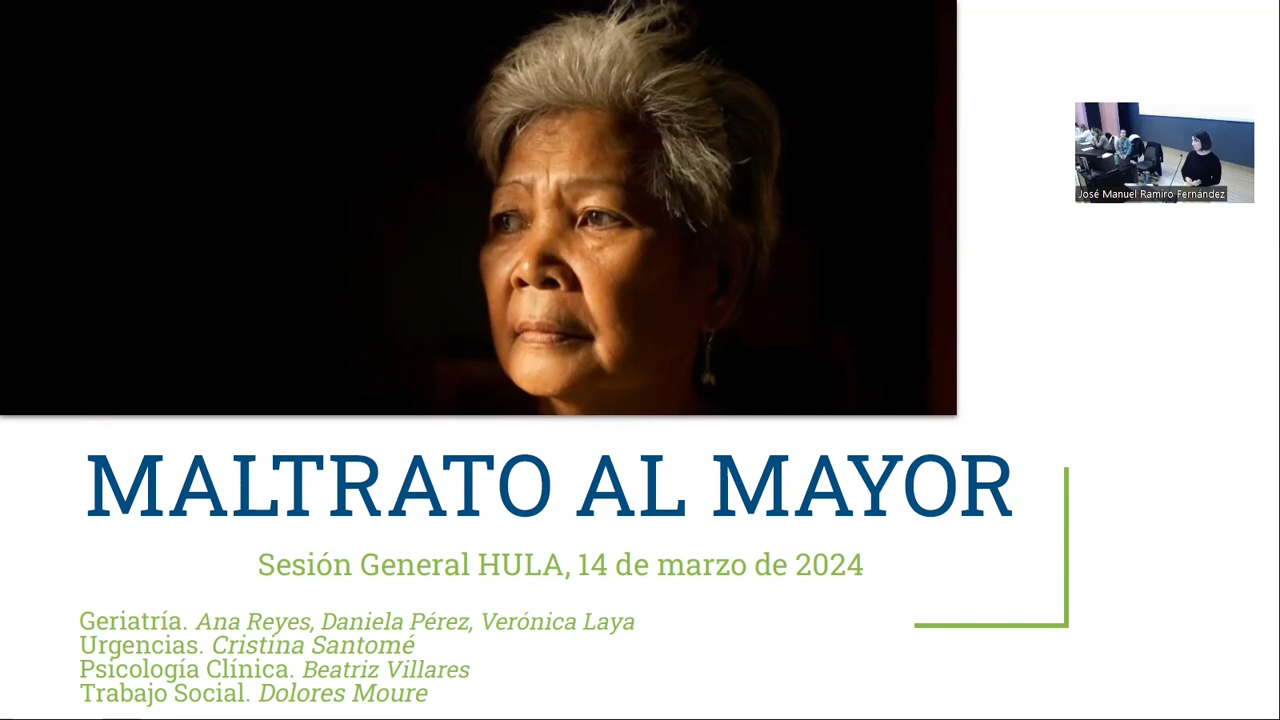 José Manuel Ramiro Fernández
MALTRATO AL MAYOR
Sesión General HULA, 14 de marzo de 2024
Geriatría. Ana Reyes, Daniela Pérez, Verónica Laya
Urgencias. Cristina Santomé
Psicología Clínica. Beatriz Villares
Trabajo Social. Dolores Moure